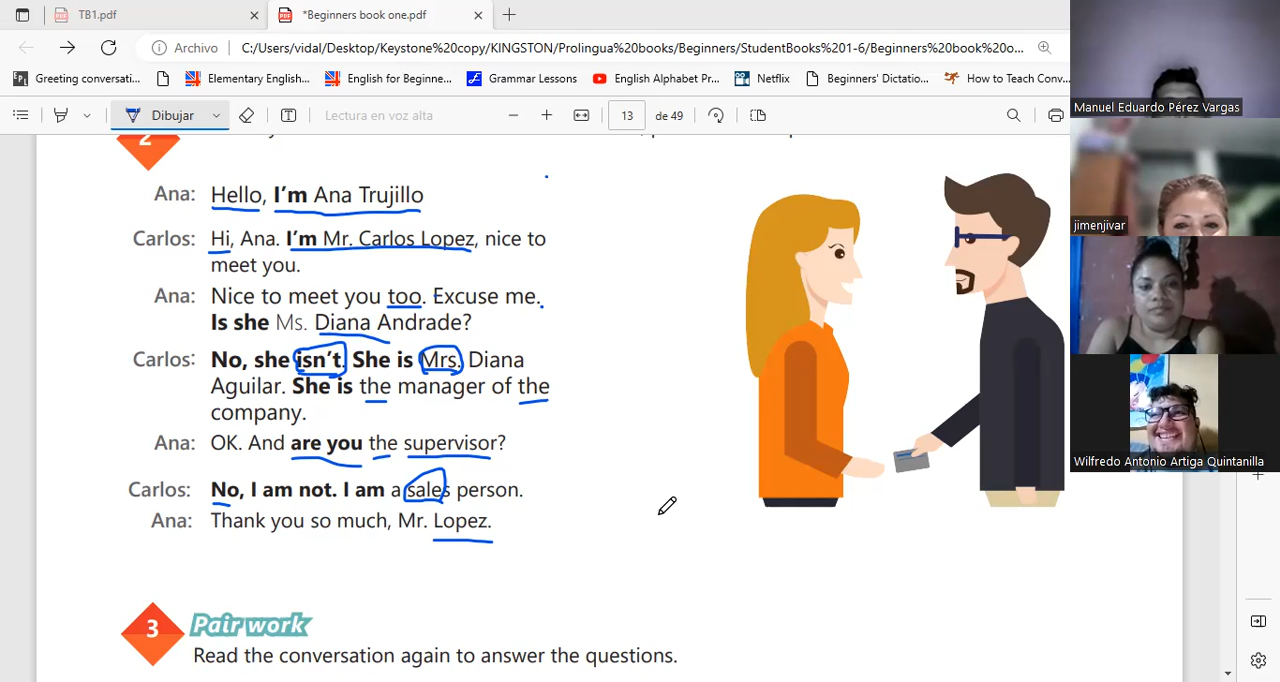 TB1.pdf
*Beginners book one.pdf
Archivo
C:/Users/vidal/Desktop/Keystone%20copy/KINGSTON/Prolingua%20books/Beginners/StudentBooks%201-6/Beginners%20book%20o...
Greeting conversati...
Elementary English...
English for Beginne...
Grammar Lessons
English Alphabet Pr...
Netflix
Beginners' Dictatio...
How to Teach Conv...
Dibujar
Lectura en voz alta
13
de 49
2
Ana: Hello, I'm Ana Trujillo
Carlos: Hi, Ana. I'm Mr. Carlos Lopez, nice to
meet you.
Ana: Nice to meet you too. Excuse me.
Is she Ms. Diana Andrade?
Carlos: No, she isn't. She is Mrs. Diana
Aguilar. She is the manager of the
company.
Ana: OK. And are you the supervisor?
Carlos: No, I am not. I am a sales person.
Ana: Thank you so much, Mr. Lopez.
3
Pair work
Read the conversation again to answer the questions.
Manuel Eduardo Pérez Vargas
jimenjivar
Wilfredo Antonio Artiga Quintanilla